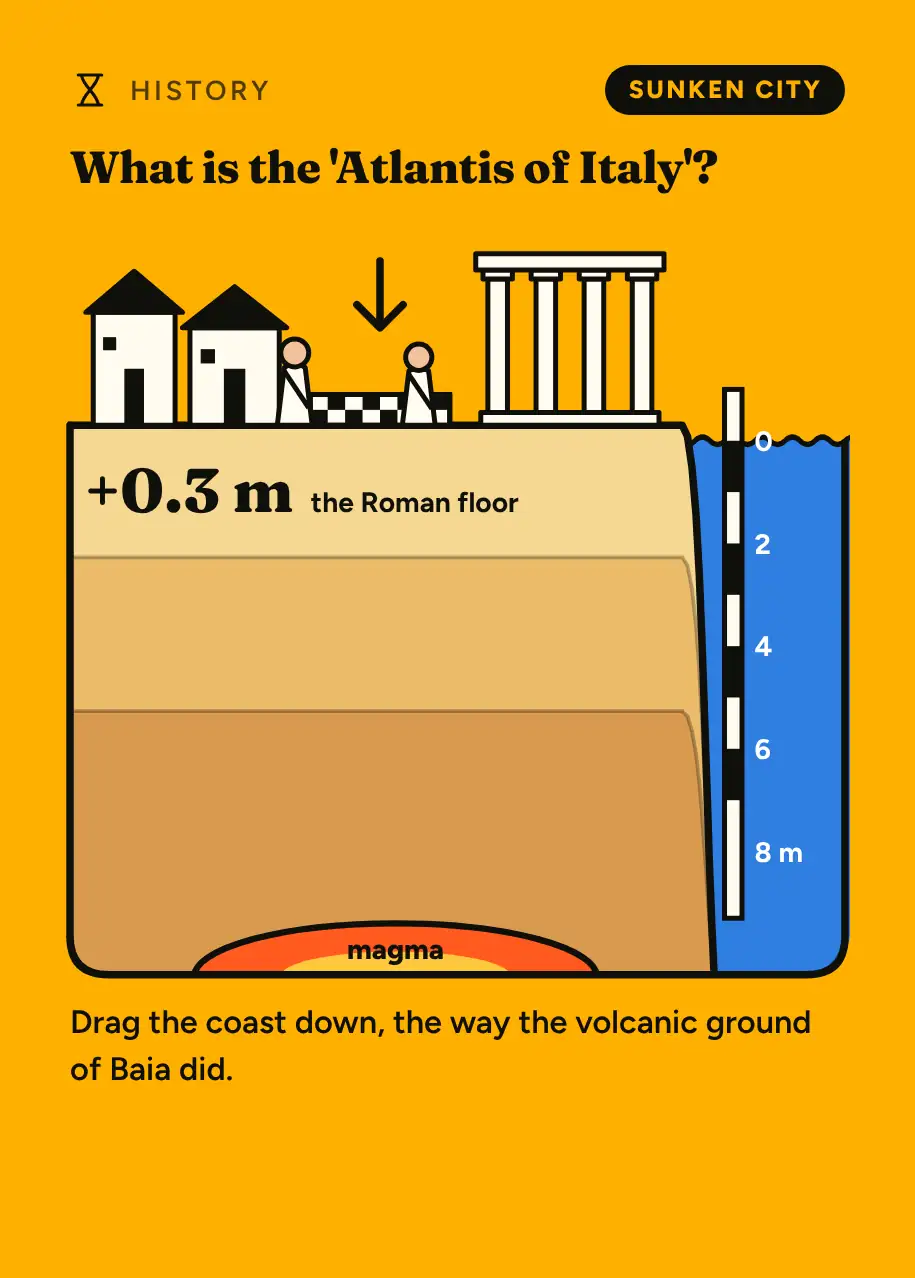 HISTORY
SUNKEN CITY
What is the 'Atlantis of Italy'?
+0.3 m the Roman floor
0
2
4
6
8 m
magma
Drag the coast down, the way the volcanic ground
of Baia did.